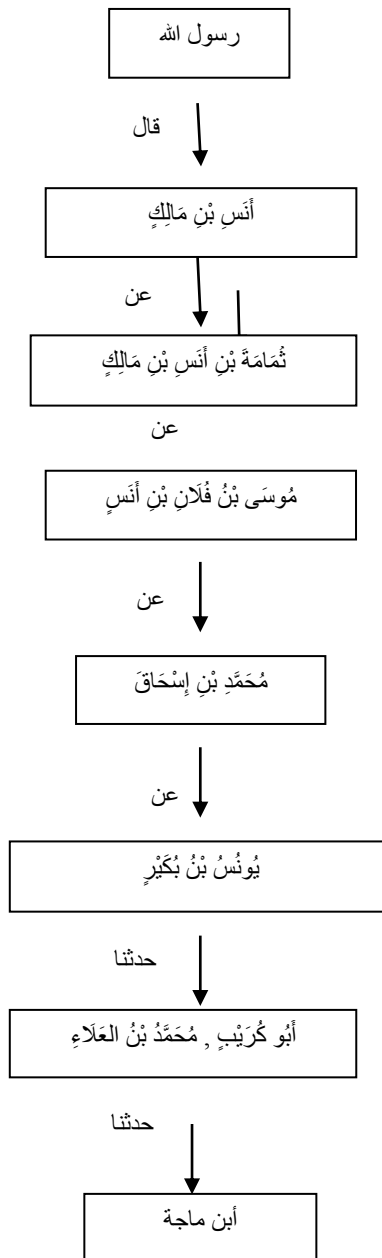 رسول الله
قال
أَنَسِ بْنِ مَالِكٍ
عن
ثُمَامَةَ بْنِ أَنَسِ بْنِ مَالِكٍ
عن
مُوسَى بْنُ فُلَانِ بْنِ أَنَسٍ
عن
مُحَمَّدِ بْنِ إِسْحَاقَ
عن
يُونُسُ بْنُ بُكَيْرٍ
حدثنا
أَبُو كُرَيْبٍ , مُحَمَّدُ بْنُ العَلَاءِ
حدثنا
أبن ماجة